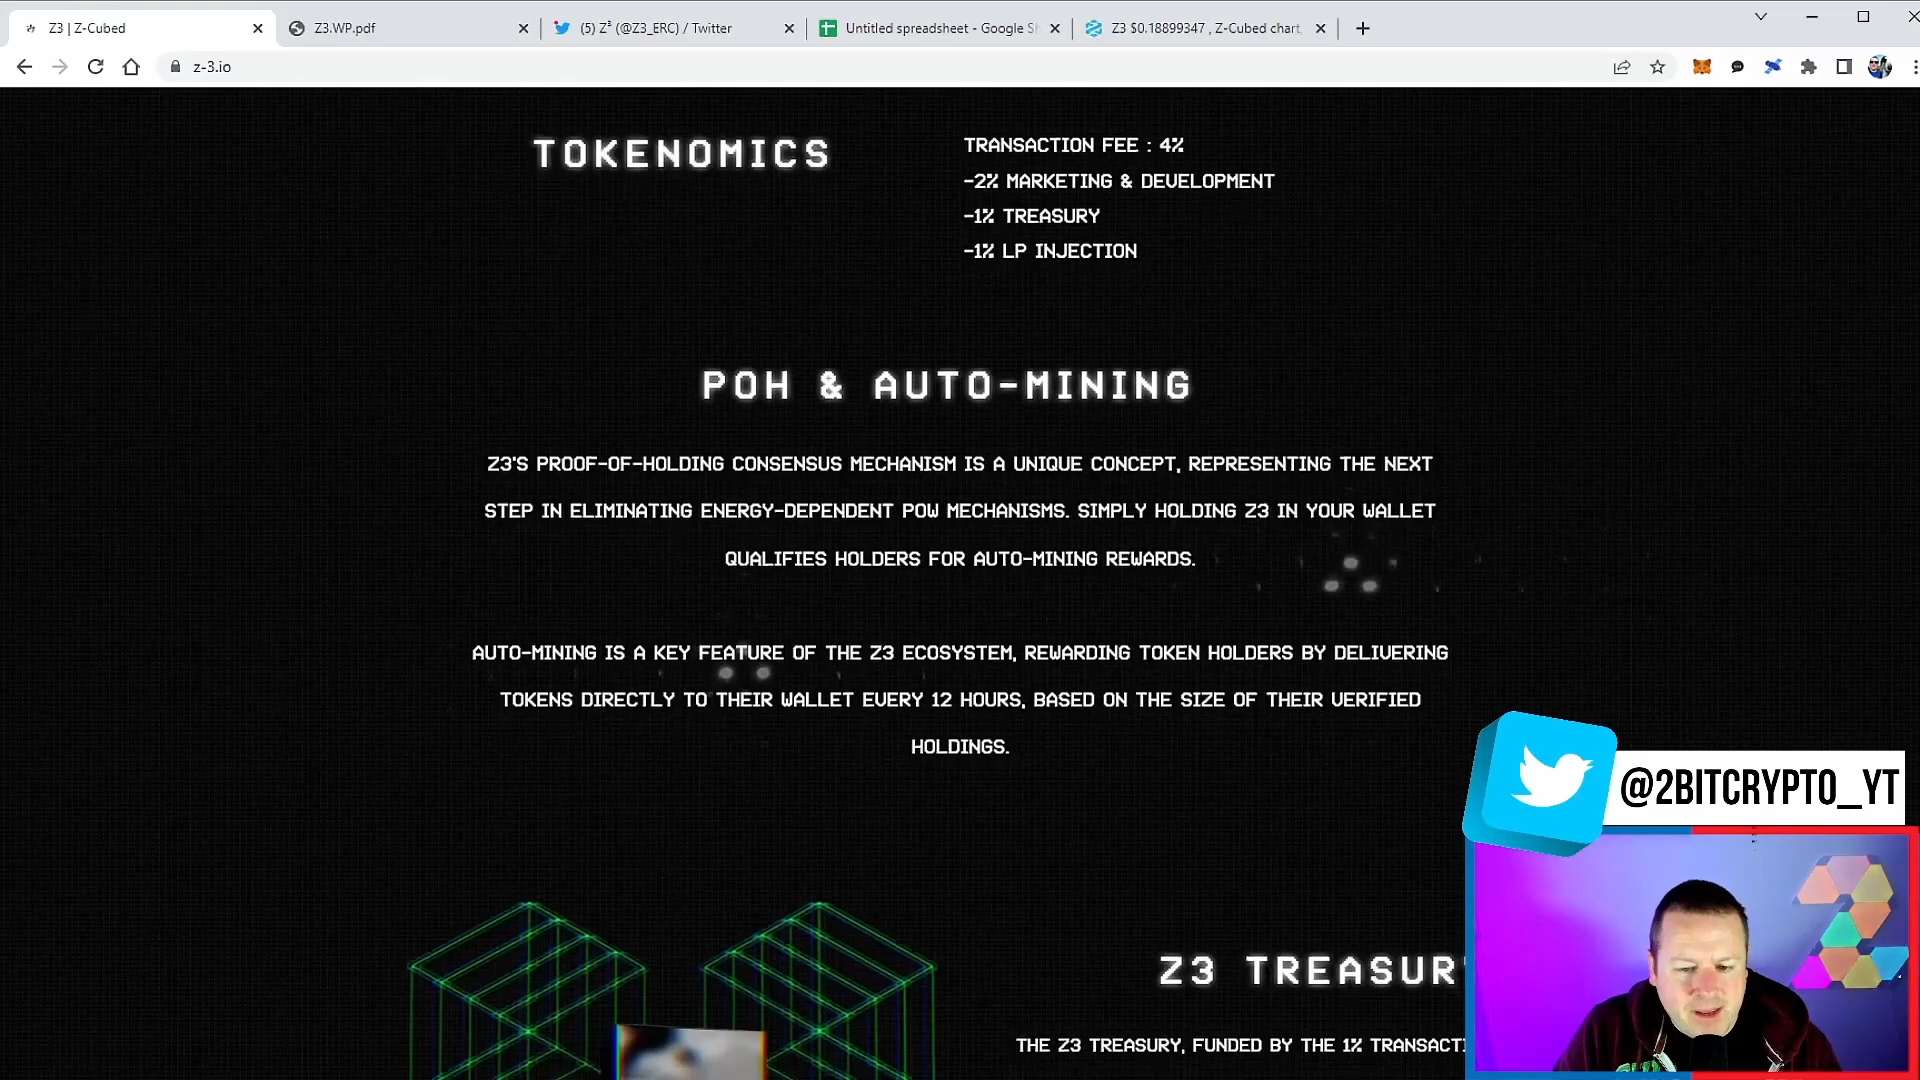 Z3 | Z-Cubed
Z3.WP.pdf
(5) Z³ (@Z3_ERC) / Twitter
Untitled spreadsheet - Google Sh
Z3 $0.18899347 , Z-Cubed chart,
z-3.io
TOKENOMICS
TRANSACTION FEE : 4%
-2% MARKETING & DEVELOPMENT
-1% TREASURY
-1% LP INJECTION
POH & AUTO-MINING
Z3'S PROOF-OF-HOLDING CONSENSUS MECHANISM IS A UNIQUE CONCEPT, REPRESENTING THE NEXT
STEP IN ELIMINATING ENERGY-DEPENDENT POW MECHANISMS. SIMPLY HOLDING Z3 IN YOUR WALLET
QUALIFIES HOLDERS FOR AUTO-MINING REWARDS.
AUTO-MINING IS A KEY FEATURE OF THE Z3 ECOSYSTEM, REWARDING TOKEN HOLDERS BY DELIVERING
TOKENS DIRECTLY TO THEIR WALLET EVERY 12 HOURS, BASED ON THE SIZE OF THEIR VERIFIED
HOLDINGS.
@2BITCRYPTO_YT
Z3 TREASUR
THE Z3 TREASURY, FUNDED BY THE 1% TRANSACTI